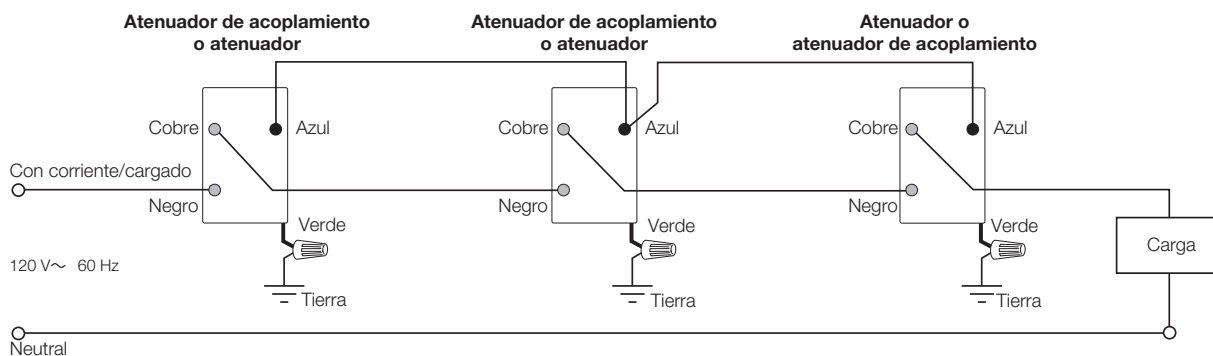 Atenuador de acoplamiento
o atenuador
Atenuador de acoplamiento
o atenuador
Atenuador o
atenuador de acoplamiento
Cobre
Azul
Cobre
Azul
Cobre
Azul
Con corriente/cargado
Negro
Negro
Negro
Verde
Verde
Verde
Carga
120 V~ 60 Hz
Tierra
Tierra
Tierra
Neutral